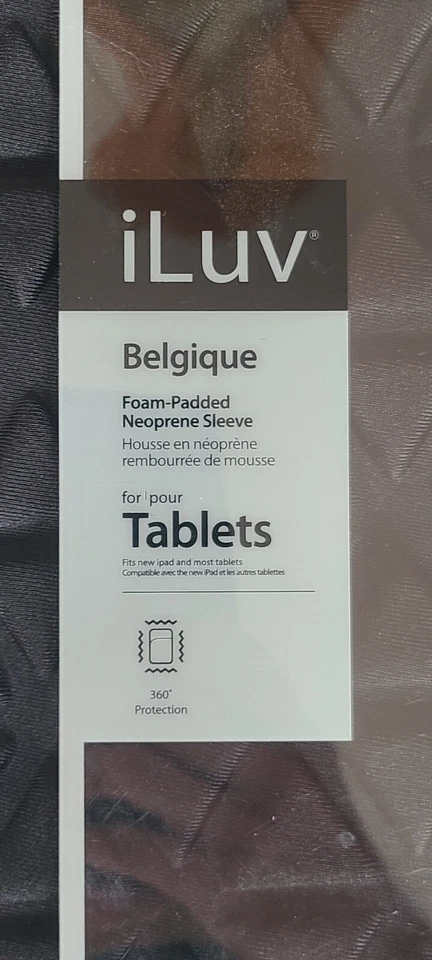 iLuv®
Belgique
Foam-Padded
Neoprene Sleeve
Housse en néoprène
rembourrée de mousse
for | pour
Tablets
Fits new ipad and most tablets
Compatible avec the new iPad et les autres tablettes
360°
Protection